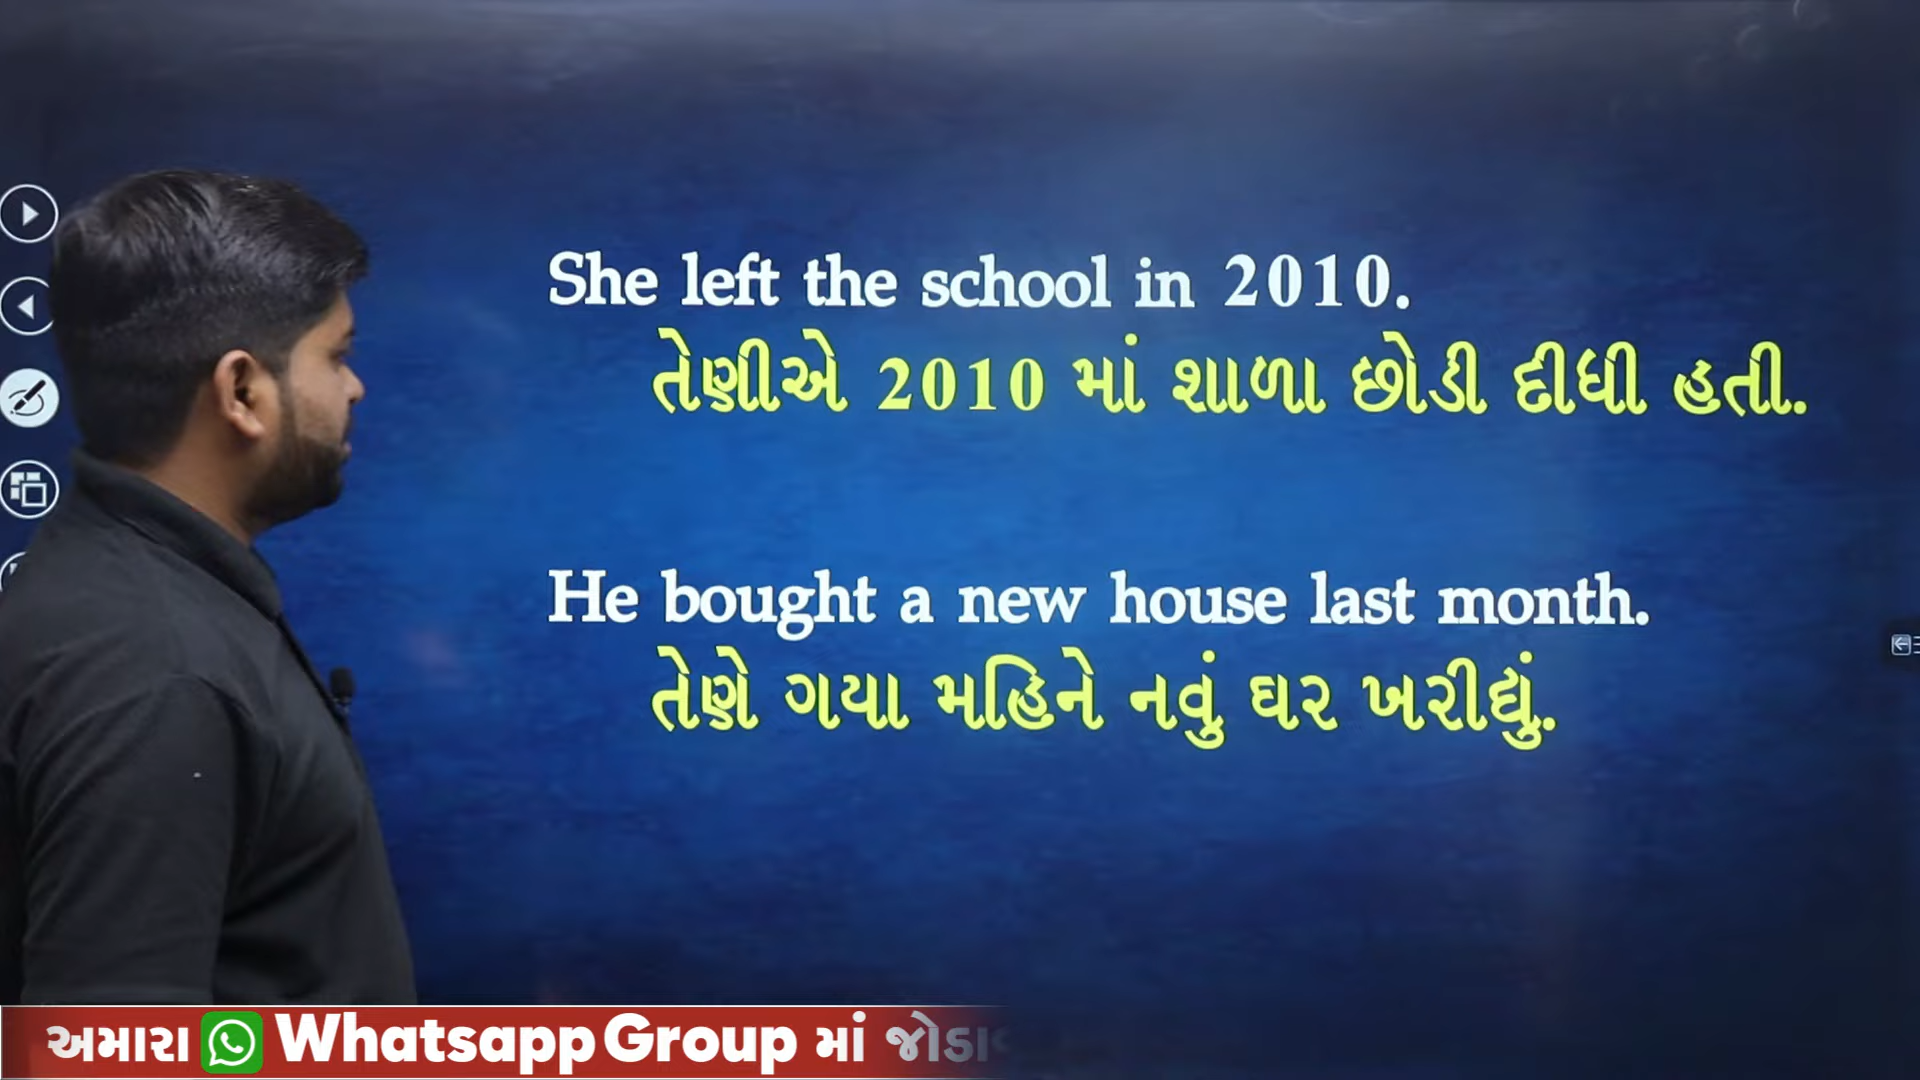 She left the school in 2010.
તેણીએ 2010 માં શાળા છોડી દીધી હતી.
He bought a new house last month.
તેણે ગયા મહિને નવું ઘર ખરીદ્યું.
અમારા Whatsapp Group માં